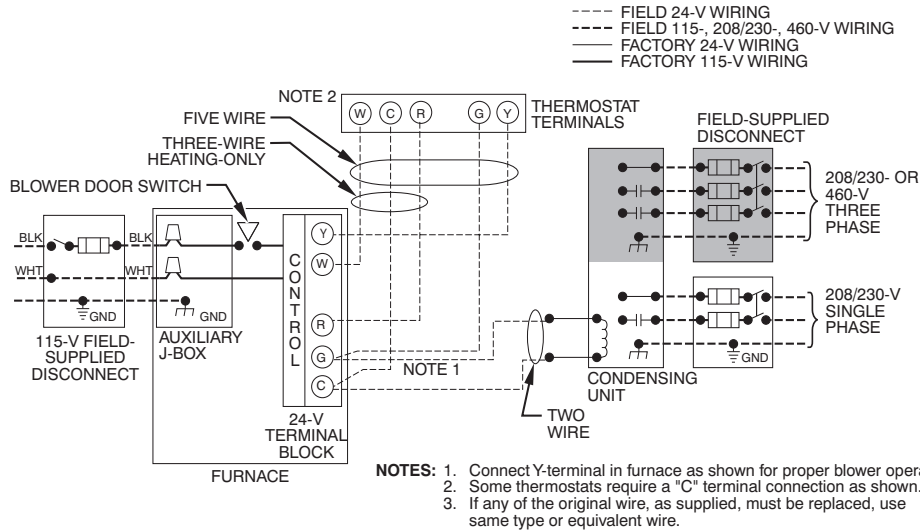 FIELD 24-V WIRING
FIELD 115-, 208/230-, 460-V WIRING
FACTORY 24-V WIRING
FACTORY 115-V WIRING
NOTE 2
W C R G Y
THERMOSTAT
TERMINALS
FIVE WIRE
THREE-WIRE
HEATING-ONLY
BLOWER DOOR SWITCH
FIELD-SUPPLIED
DISCONNECT
208/230- OR
460-V
THREE
PHASE
BLK
BLK
WHT
WHT
GND
GND
115-V FIELD-
SUPPLIED
DISCONNECT
AUXILIARY
J-BOX
CONTROL
Y
W
R
G
C
NOTE 1
24-V
TERMINAL
BLOCK
FURNACE
TWO
WIRE
CONDENSING
UNIT
208/230-V
SINGLE
PHASE
GND
NOTES: 1. Connect Y-terminal in furnace as shown for proper blower opera
2. Some thermostats require a "C" terminal connection as shown.
3. If any of the original wire, as supplied, must be replaced, use
same type or equivalent wire.